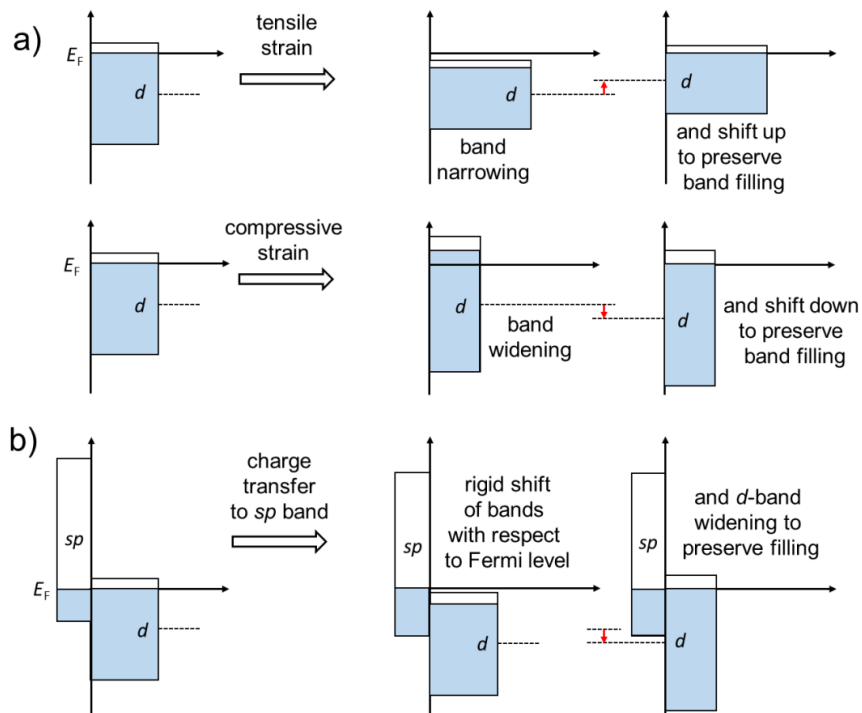 a)
tensile
strain
E_F
d
d
band
narrowing
d
and shift up
to preserve
band filling
compressive
strain
E_F
d
d
band
widening
d
and shift down
to preserve
band filling
b)
charge
transfer
to sp band
sp
E_F
d
rigid shift
of bands
with respect
to Fermi level
sp
d
and d-band
widening to
preserve filling
sp
d